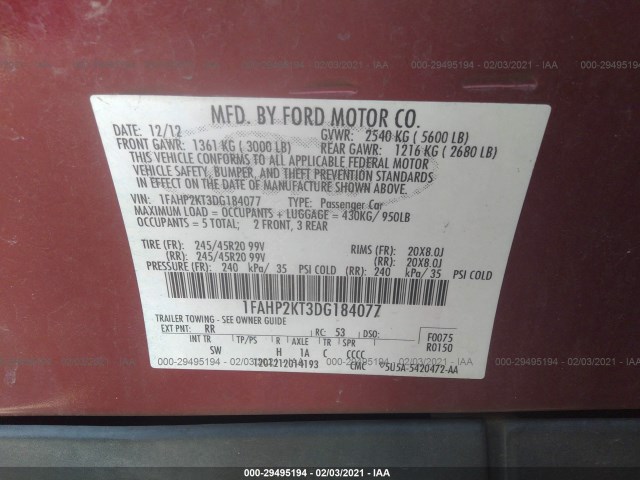 000-29495194 - 02/03/2021 - IAA
MFD. BY FORD MOTOR CO.
DATE: 12/12 GVWR: 2540 KG ( 5600 LB)
FRONT GAWR: 1361 KG ( 3000 LB) REAR GAWR: 1216 KG ( 2680 LB)
THIS VEHICLE CONFORMS TO ALL APPLICABLE FEDERAL MOTOR
VEHICLE SAFETY, BUMPER, AND THEFT PREVENTION STANDARDS
IN EFFECT ON THE DATE OF MANUFACTURE SHOWN ABOVE.
VIN: 1FAHP2KT3DG184077 TYPE: Passenger Car
MAXIMUM LOAD = OCCUPANTS + LUGGAGE = 430KG/ 950LB
OCCUPANTS = 5 TOTAL; 2 FRONT, 3 REAR
TIRE (FR): 245/45R20 99V RIMS (FR): 20X8.0J
(RR): 245/45R20 99V (RR): 20X8.0J
PRESSURE (FR): 240 kPa/ 35 PSI COLD (RR): 240 kPa/ 35 PSI COLD
1FAHP2KT3DG184077
TRAILER TOWING - SEE OWNER GUIDE
EXT PNT: RR RC: 53 DSO: F0075
INT TR TP/PS R AXLE TR SPR R0150
SW H 1A C CCCC
1201212014193 CMC 5USA-5420472-AA
000-29495194 - 02/03/2021 - IAA